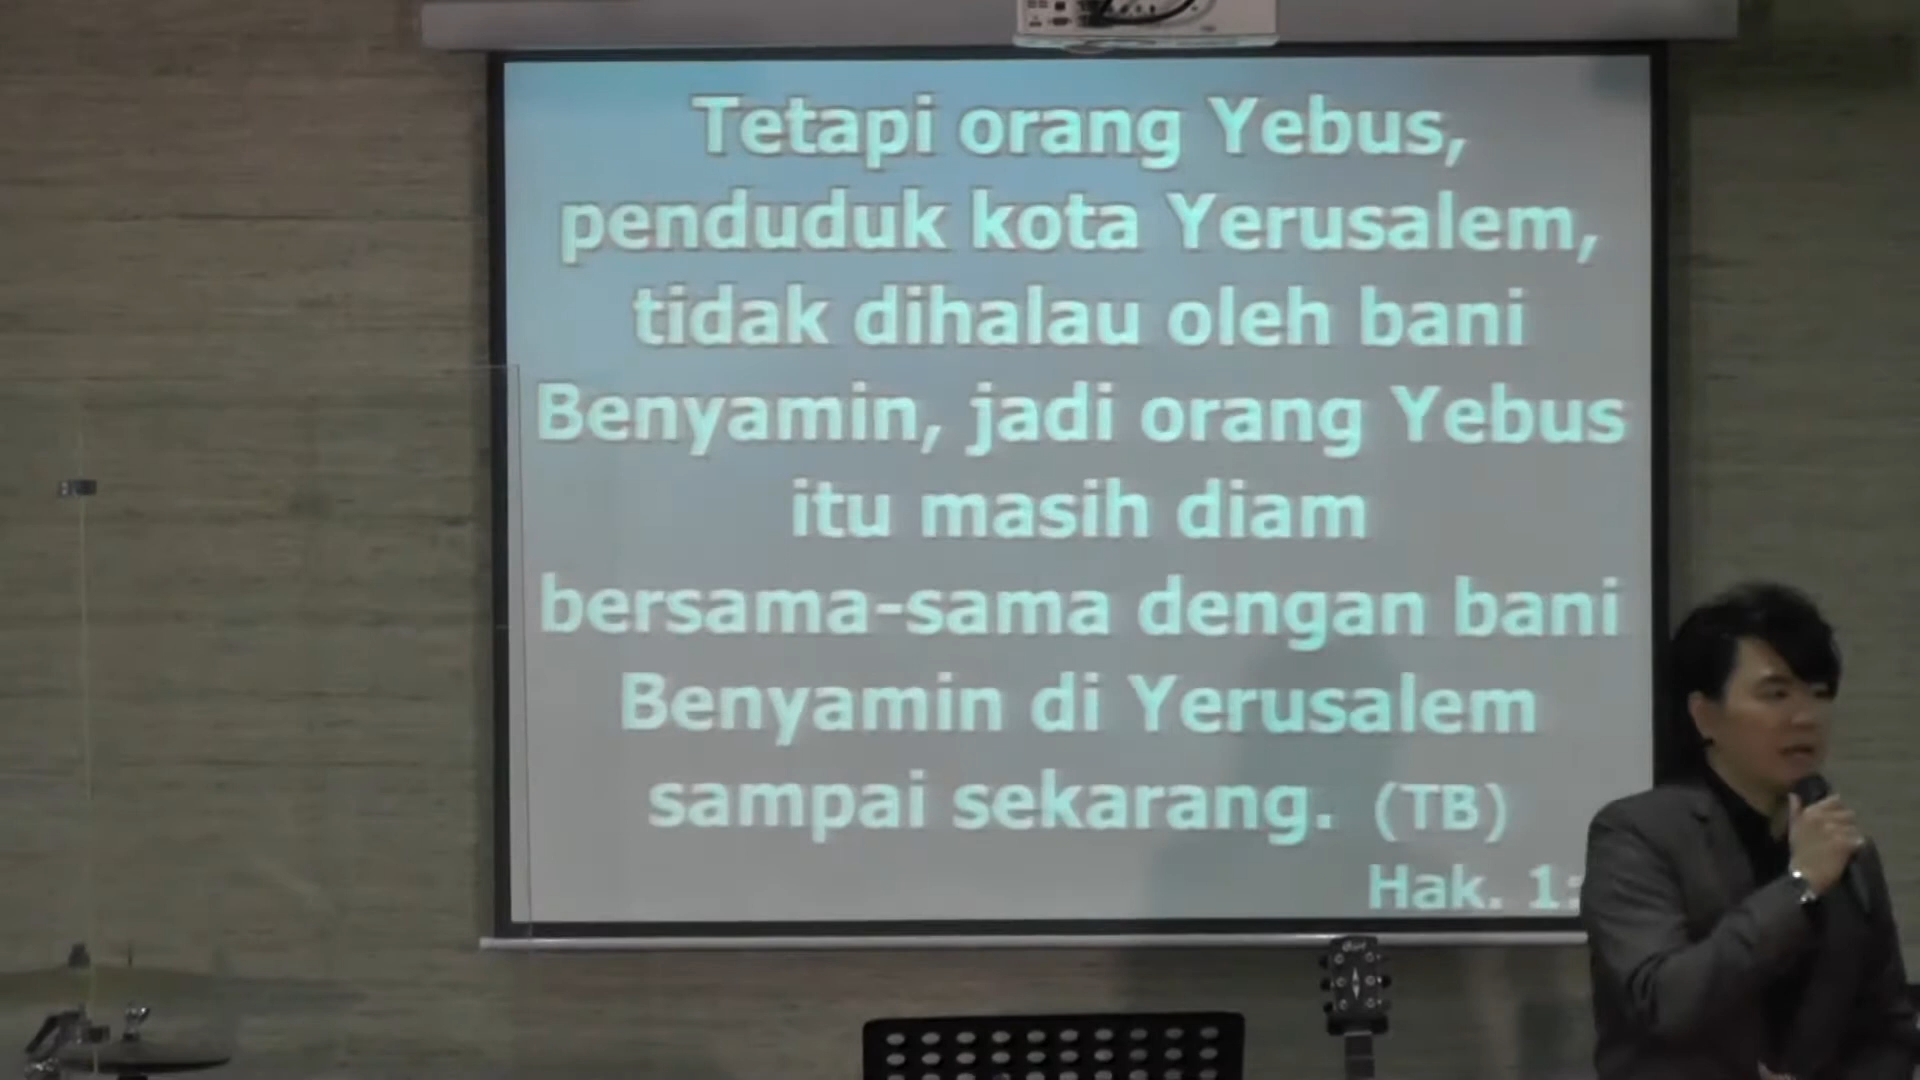 Tetapi orang Yebus,
penduduk kota Yerusalem,
tidak dihalau oleh bani
Benyamin, jadi orang Yebus
itu masih diam
bersama-sama dengan bani
Benyamin di Yerusalem
sampai sekarang. (TB)
Hak. 1: